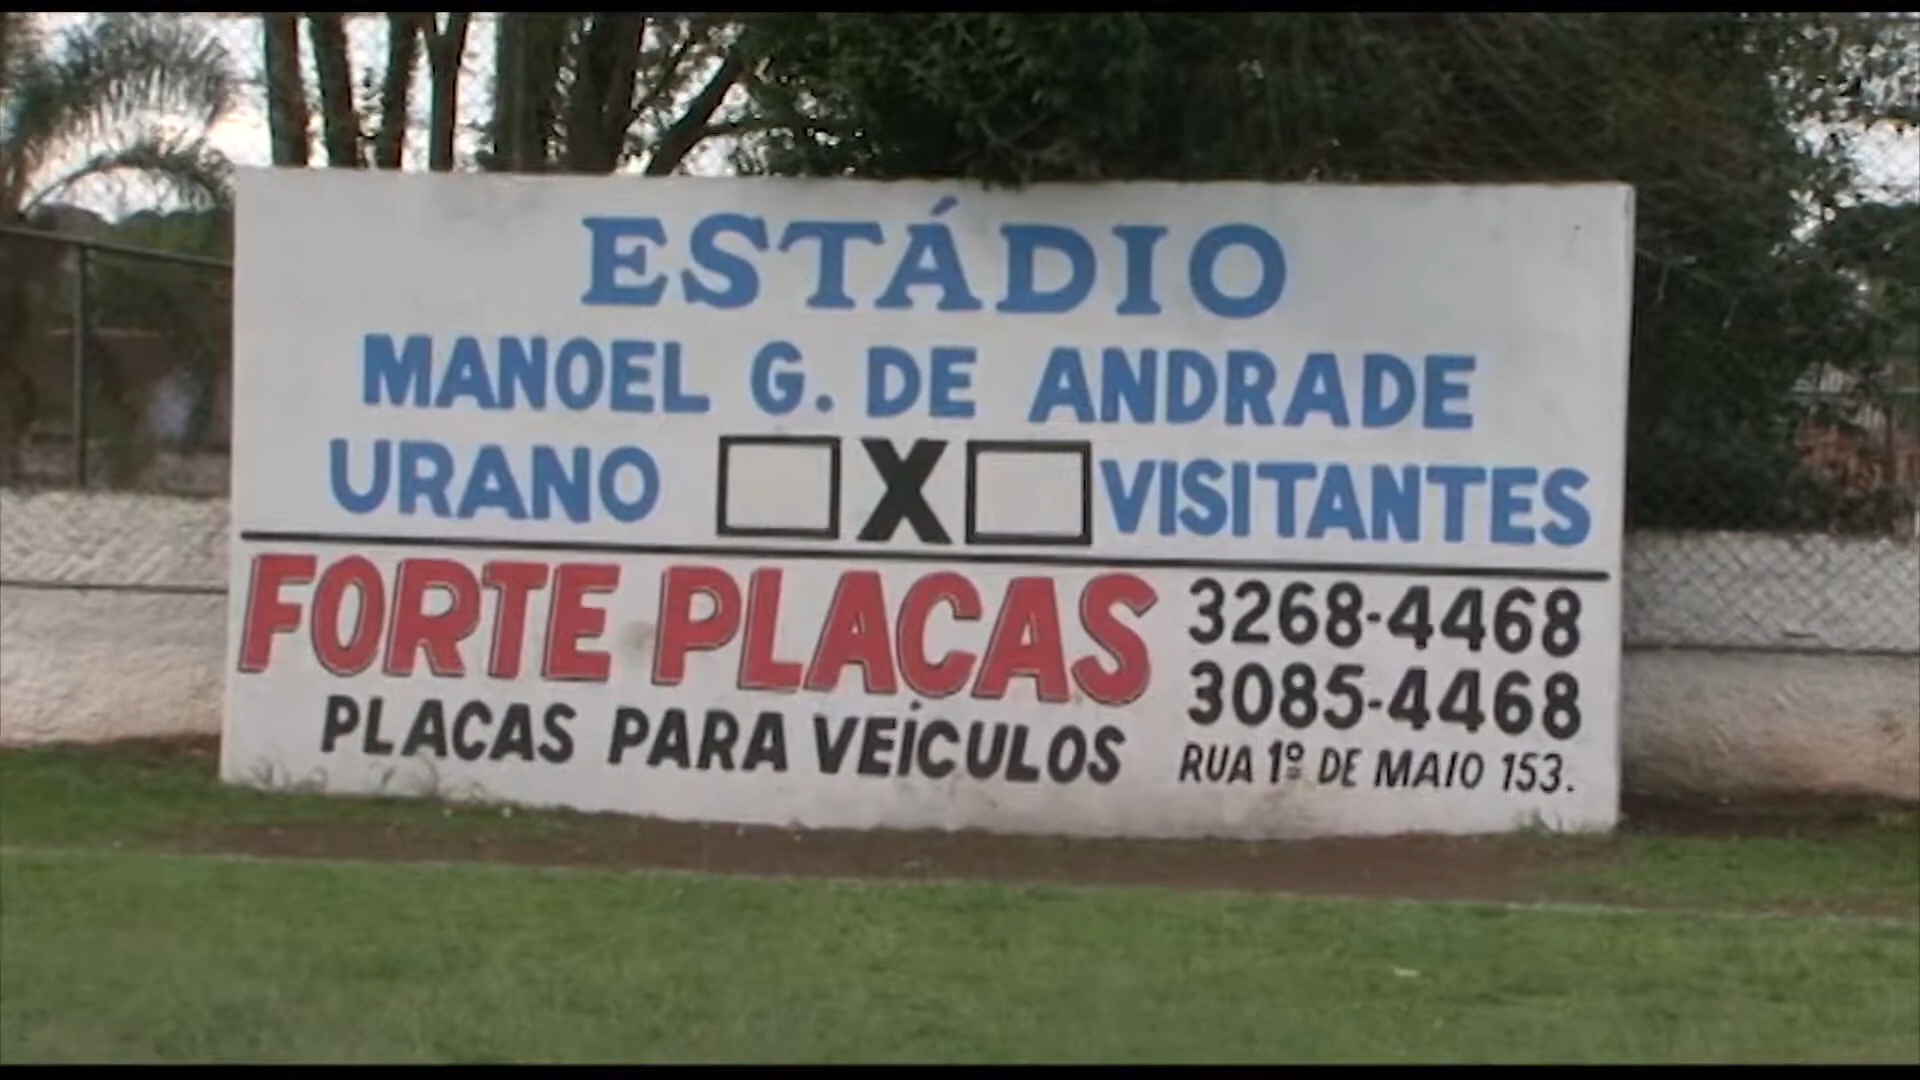 ESTÁDIO
MANOEL G. DE ANDRADE
URANO X VISITANTES
FORTE PLACAS
PLACAS PARA VEÍCULOS
3268-4468
3085-4468
RUA 1º DE MAIO 153.